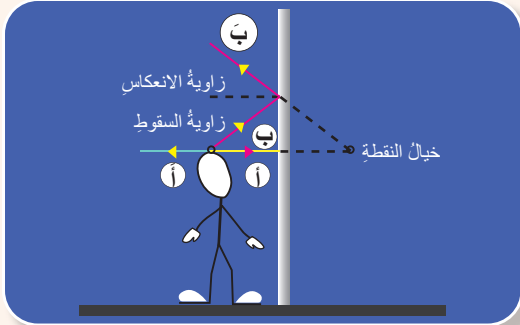 بَ
زاويةُ الانعكاسِ
زاويةُ السقوطِ
ب
خيالُ النقطةِ
أَ
أ